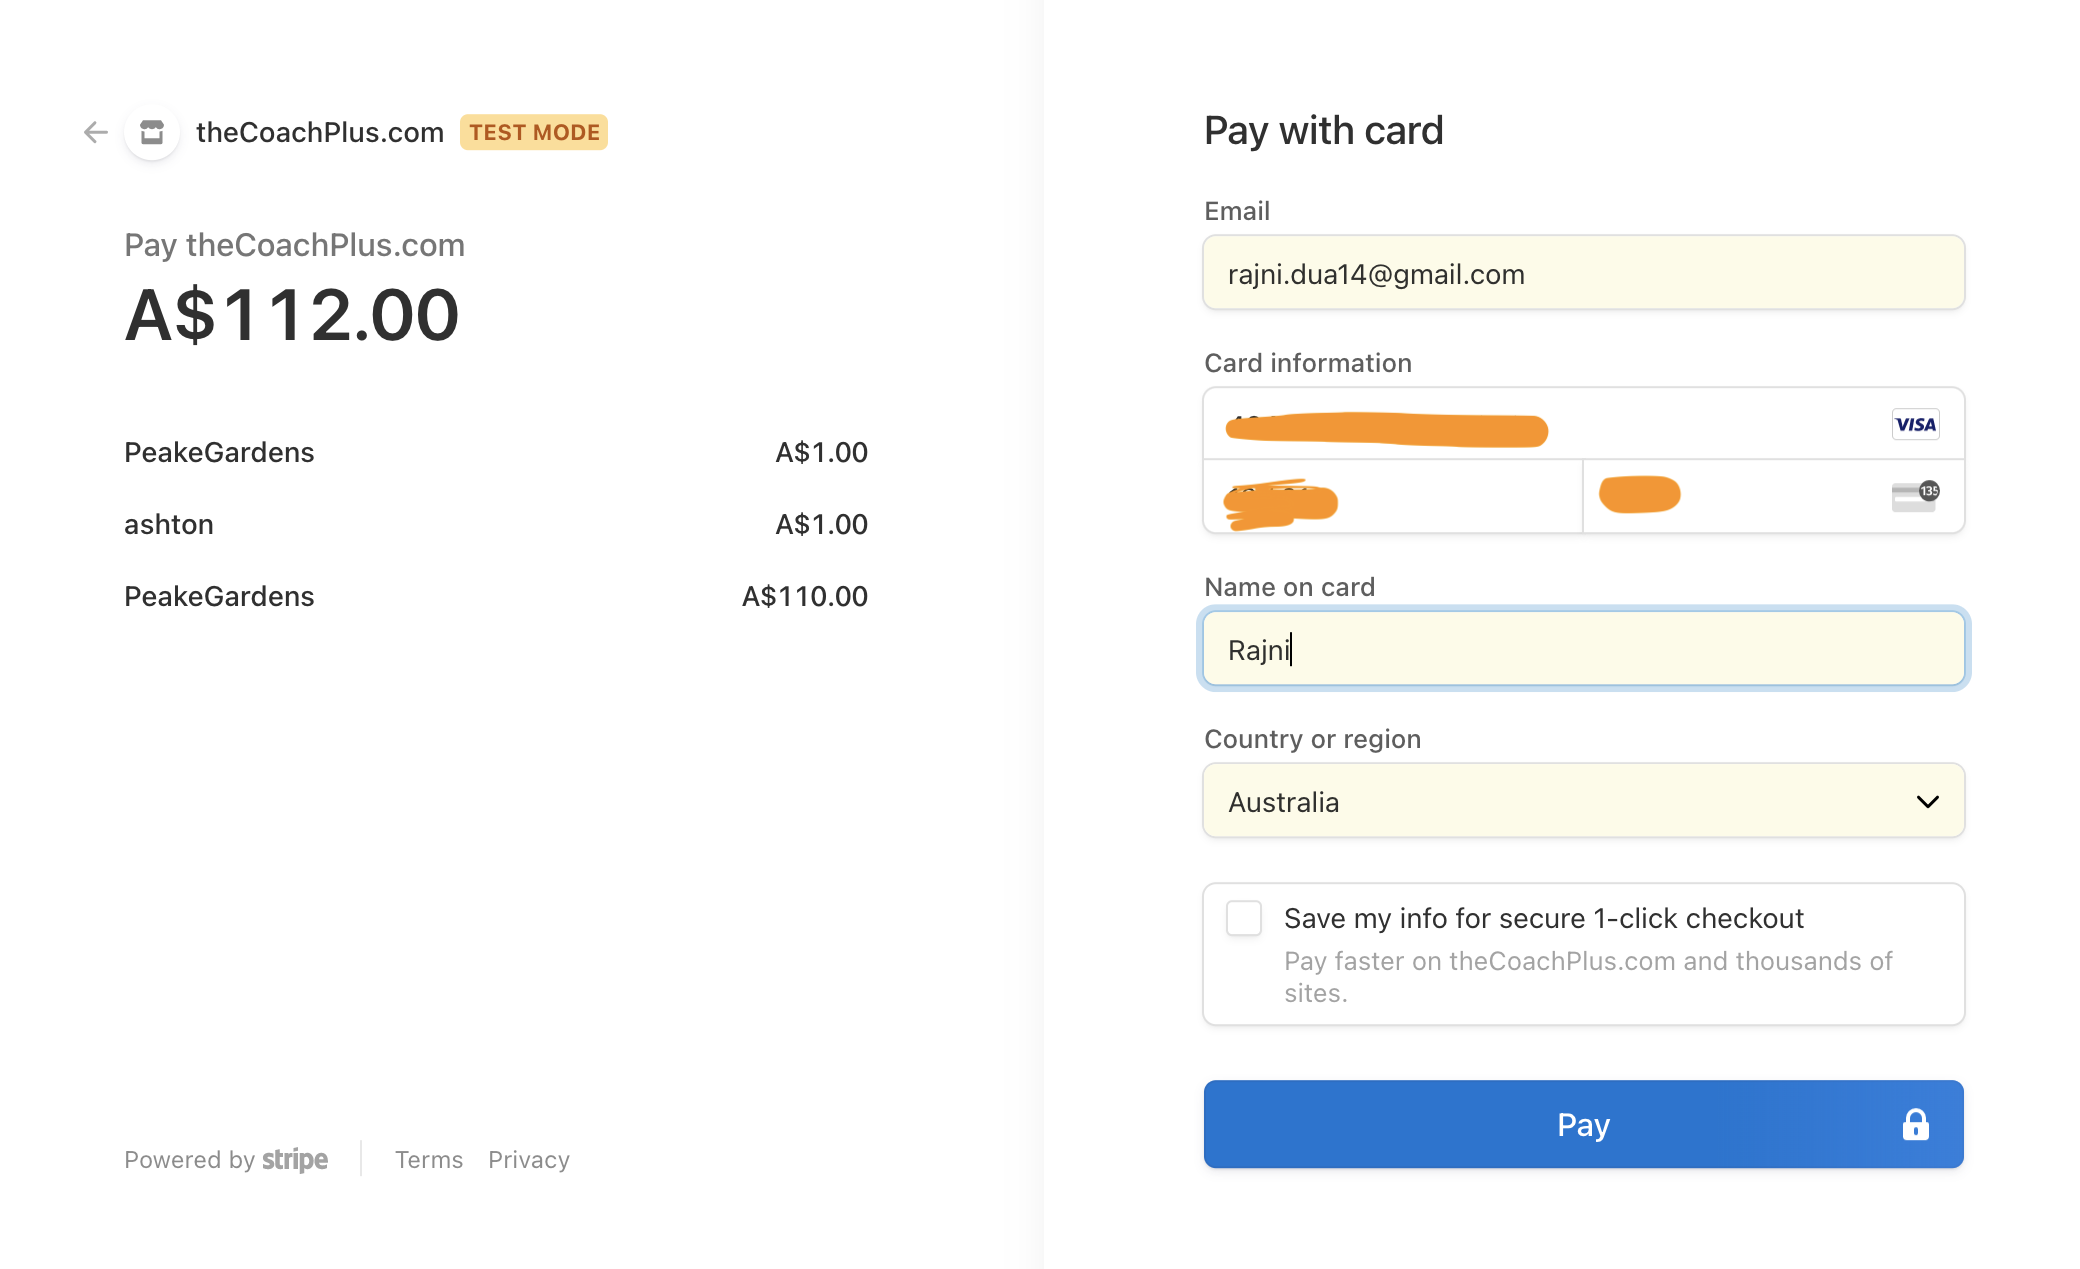 theCoachPlus.com TEST MODE
Pay theCoachPlus.com
A$112.00
PeakeGardens A$1.00
ashton A$1.00
PeakeGardens A$110.00
Powered by stripe Terms Privacy
Pay with card
Email
rajni.dua14@gmail.com
Card information
VISA
135
Name on card
Rajni
Country or region
Australia
Save my info for secure 1-click checkout
Pay faster on theCoachPlus.com and thousands of
sites.
Pay